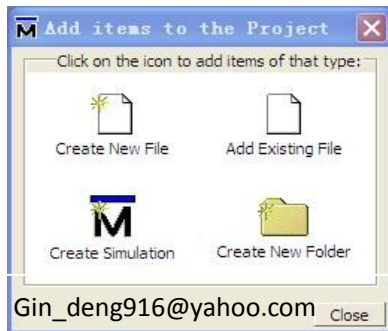 Add items to the Project
Click on the icon to add items of that type:
Create New File Add Existing File
Create Simulation Create New Folder
Gin_deng916@yahoo.com Close